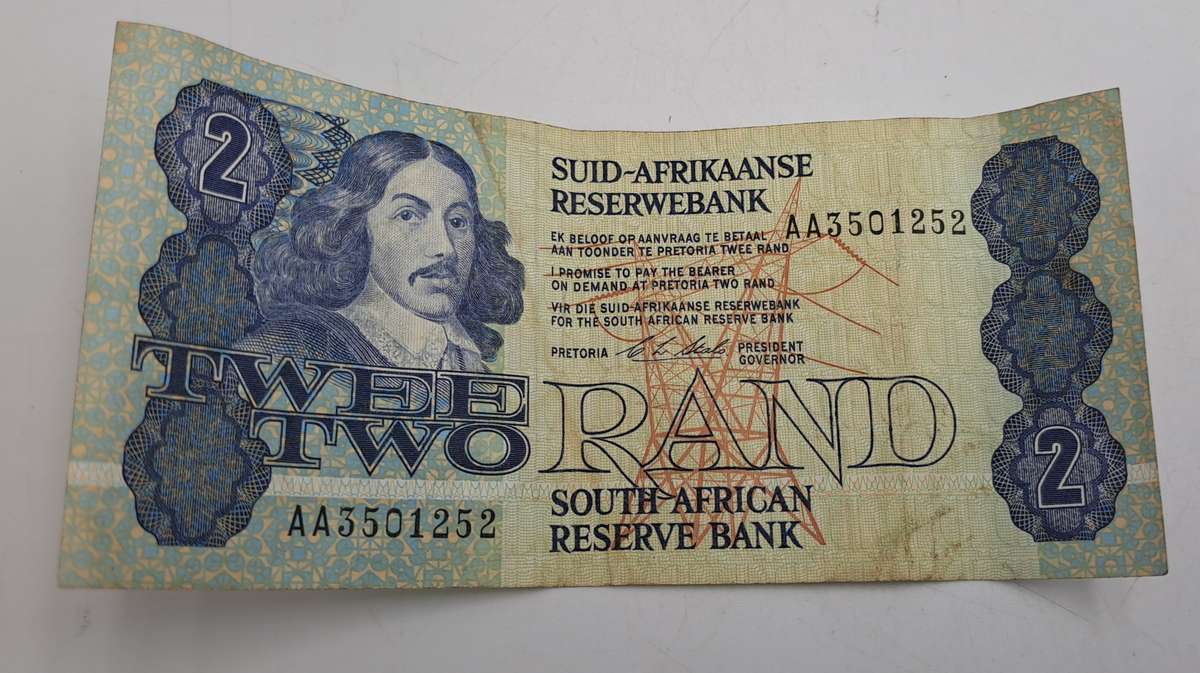 2
SUID-AFRIKAANSE
RESERWEBANK
AA3501252
EK BELOOF OP AANVRAAG TE BETAAL
AAN TOONDER TE PRETORIA TWEE RAND
I PROMISE TO PAY THE BEARER
ON DEMAND AT PRETORIA TWO RAND
VIR DIE SUID-AFRIKAANSE RESERWEBANK
FOR THE SOUTH AFRICAN RESERVE BANK
PRETORIA PRESIDENT
GOVERNOR
TWEE
TWO
RAND
2
AA3501252
SOUTH AFRICAN
RESERVE BANK